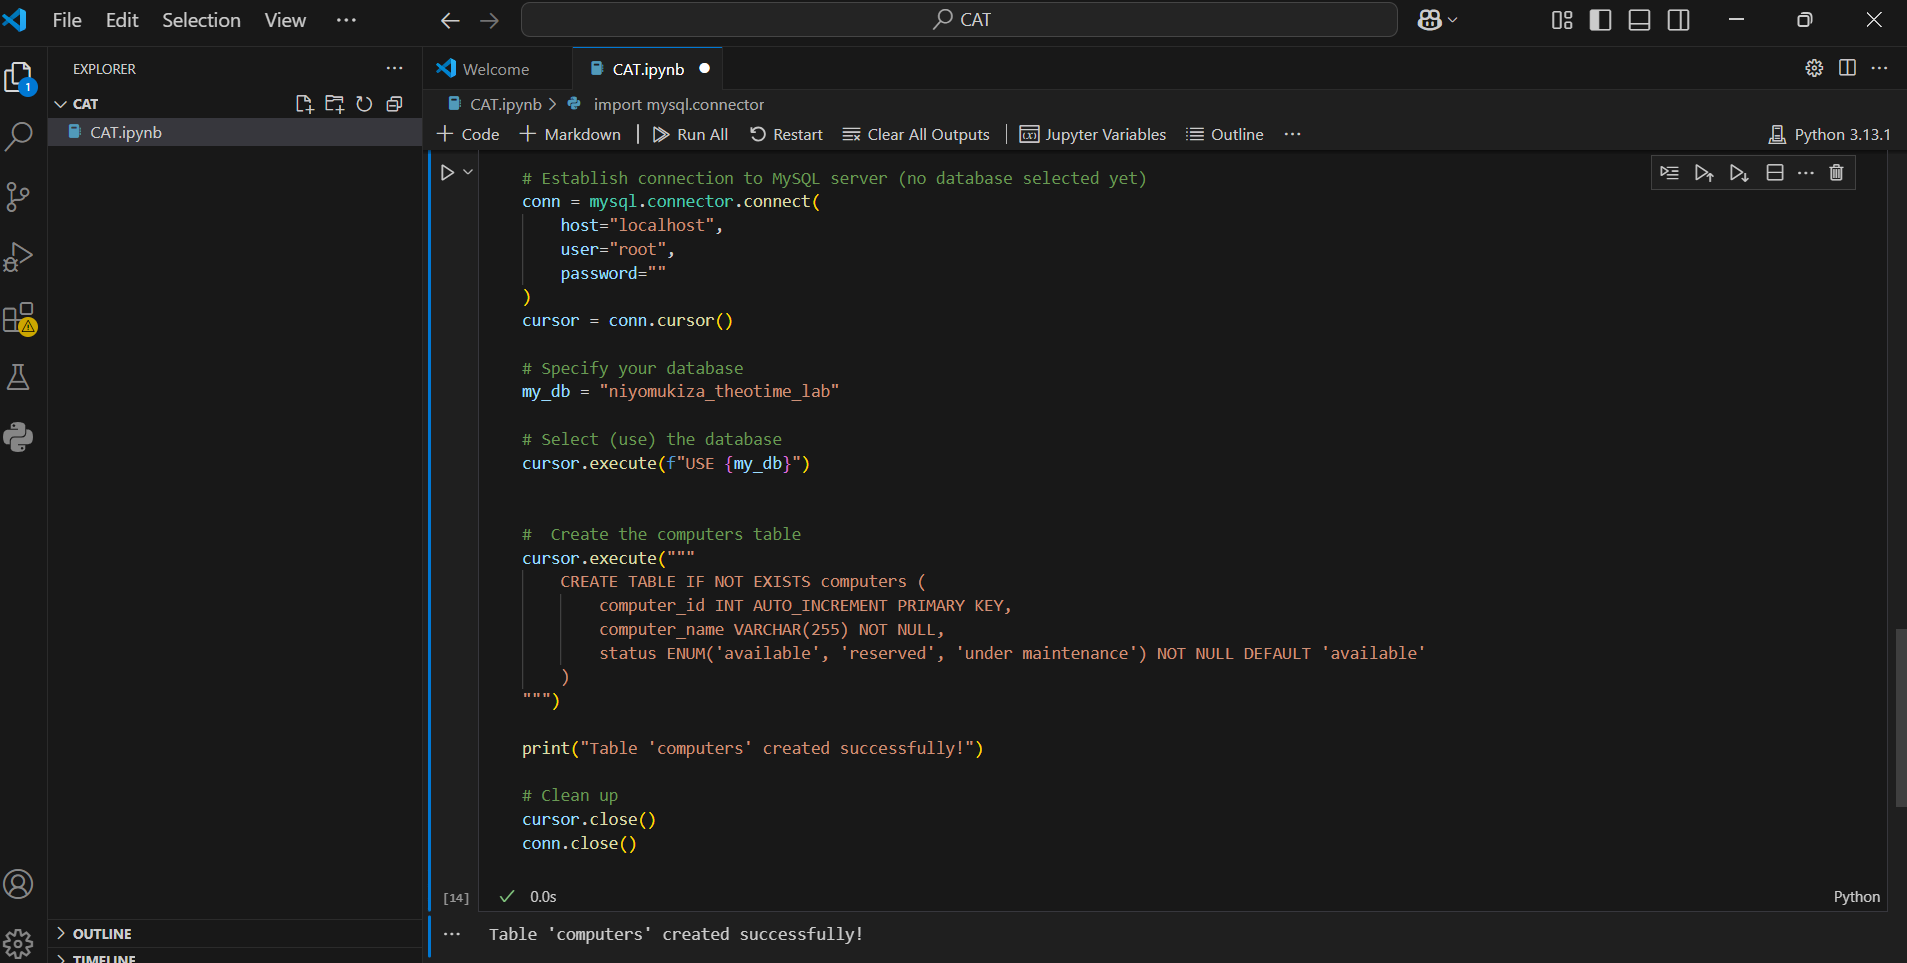 File Edit Selection View ···
CAT
EXPLORER ···
Welcome
CAT.ipynb
1
CAT
CAT.ipynb > import mysql.connector
CAT.ipynb
+ Code + Markdown | Run All Restart Clear All Outputs | Jupyter Variables Outline ···
Python 3.13.1
# Establish connection to MySQL server (no database selected yet)
conn = mysql.connector.connect(
    host="localhost",
    user="root",
    password=""
)
cursor = conn.cursor()
# Specify your database
my_db = "niyomukiza_theotime_lab"
# Select (use) the database
cursor.execute(f"USE {my_db}")
#  Create the computers table
cursor.execute("""
    CREATE TABLE IF NOT EXISTS computers (
        computer_id INT AUTO_INCREMENT PRIMARY KEY,
        computer_name VARCHAR(255) NOT NULL,
        status ENUM('available', 'reserved', 'under maintenance') NOT NULL DEFAULT 'available'
    )
""")
print("Table 'computers' created successfully!")
# Clean up
cursor.close()
conn.close()
[14] ✓ 0.0s
Python
··· Table 'computers' created successfully!
OUTLINE
TIMELINE